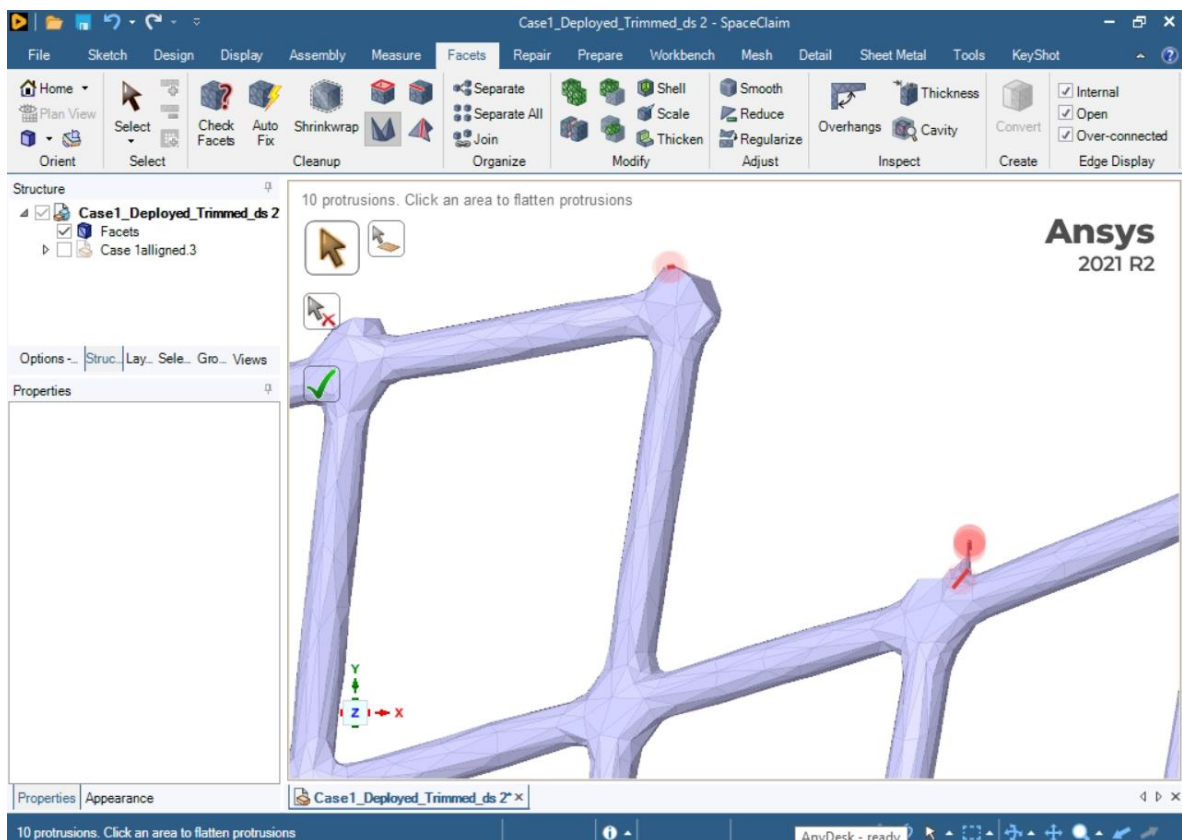 Case1_Deployed_Trimmed_ds 2 - SpaceClaim
File Sketch Design Display Assembly Measure Facets Repair Prepare Workbench Mesh Detail Sheet Metal Tools KeyShot
Home
Plan View
Orient
Select
Select
Check Facets
Auto Fix
Shrinkwrap
Cleanup
Separate
Separate All
Join
Organize
Shell
Scale
Thicken
Modify
Smooth
Reduce
Regularize
Adjust
Overhangs
Thickness
Cavity
Inspect
Convert
Create
Internal
Open
Over-connected
Edge Display
Structure
Case1_Deployed_Trimmed_ds 2
Facets
Case 1alligned.3
Options -... Struc... Lay... Sele... Gro... Views
Properties
10 protrusions. Click an area to flatten protrusions
Ansys
2021 R2
Y
Z X
Properties Appearance
Case1_Deployed_Trimmed_ds 2*
10 protrusions. Click an area to flatten protrusions
AnyDesk - ready